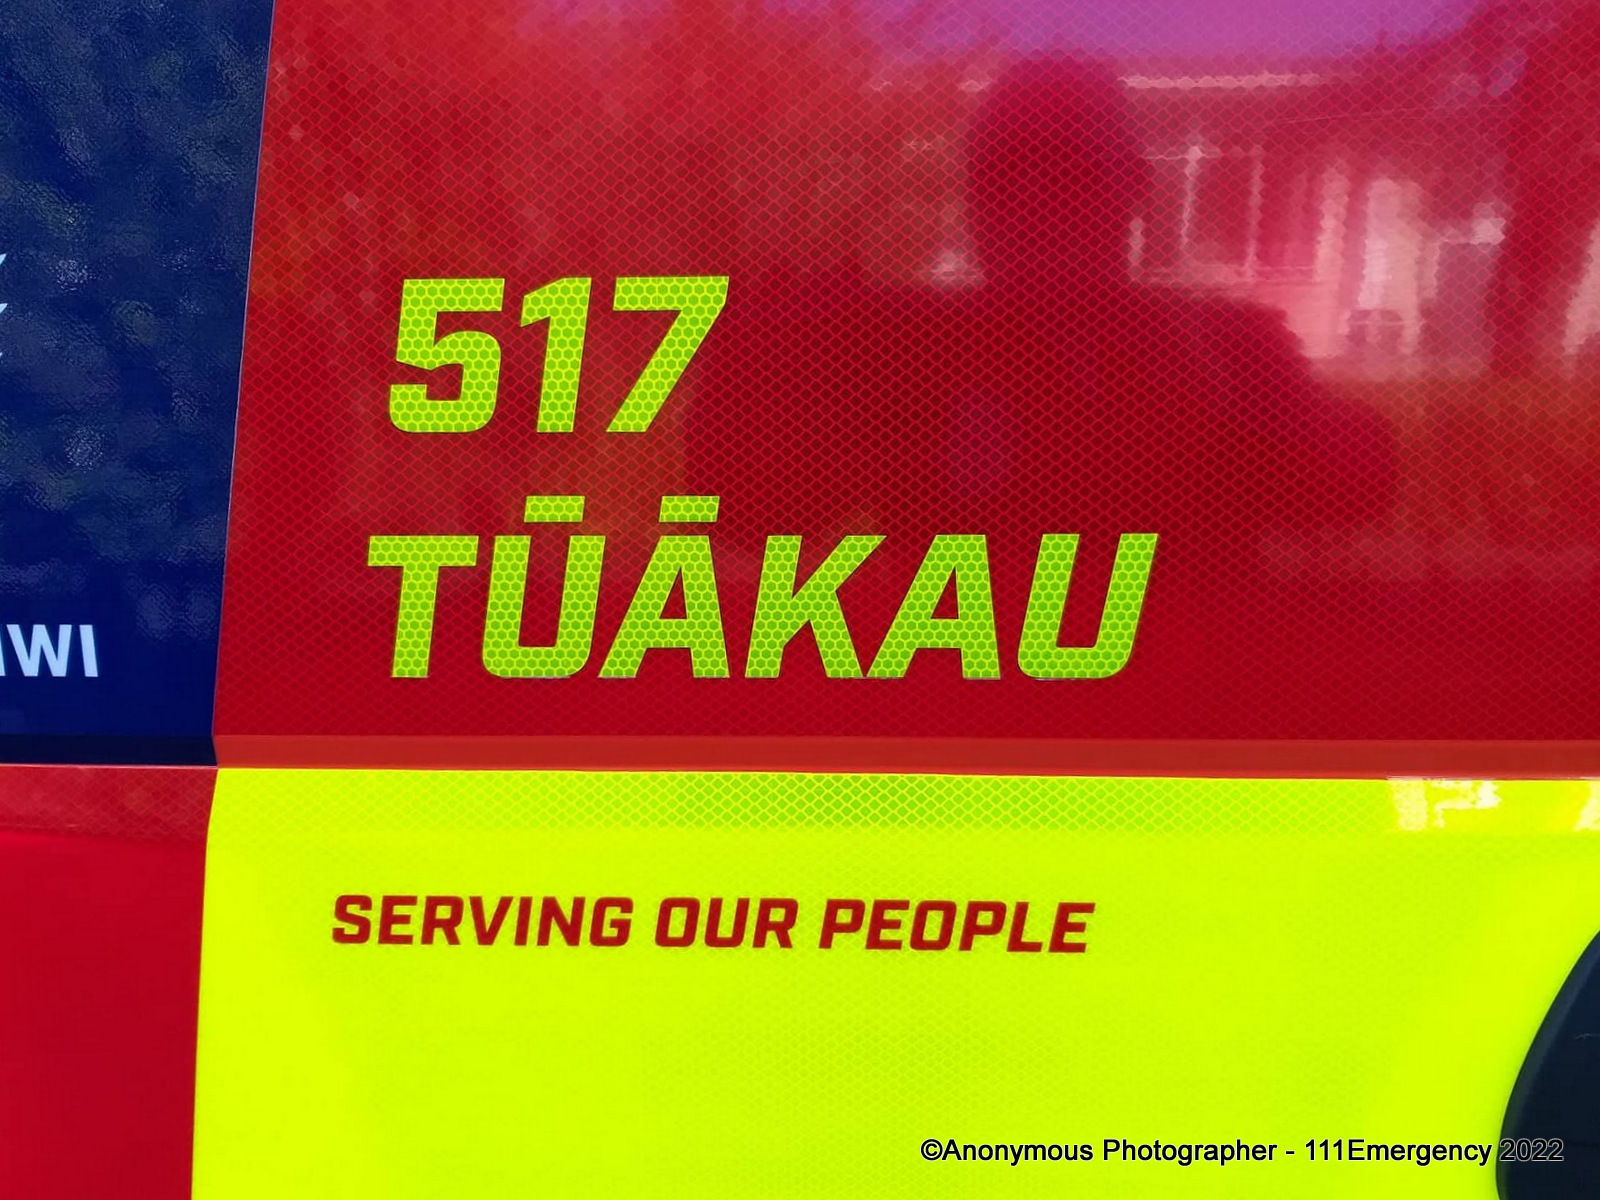 517
TŪĀKAU
IWI
SERVING OUR PEOPLE
©Anonymous Photographer - 111Emergency 2022